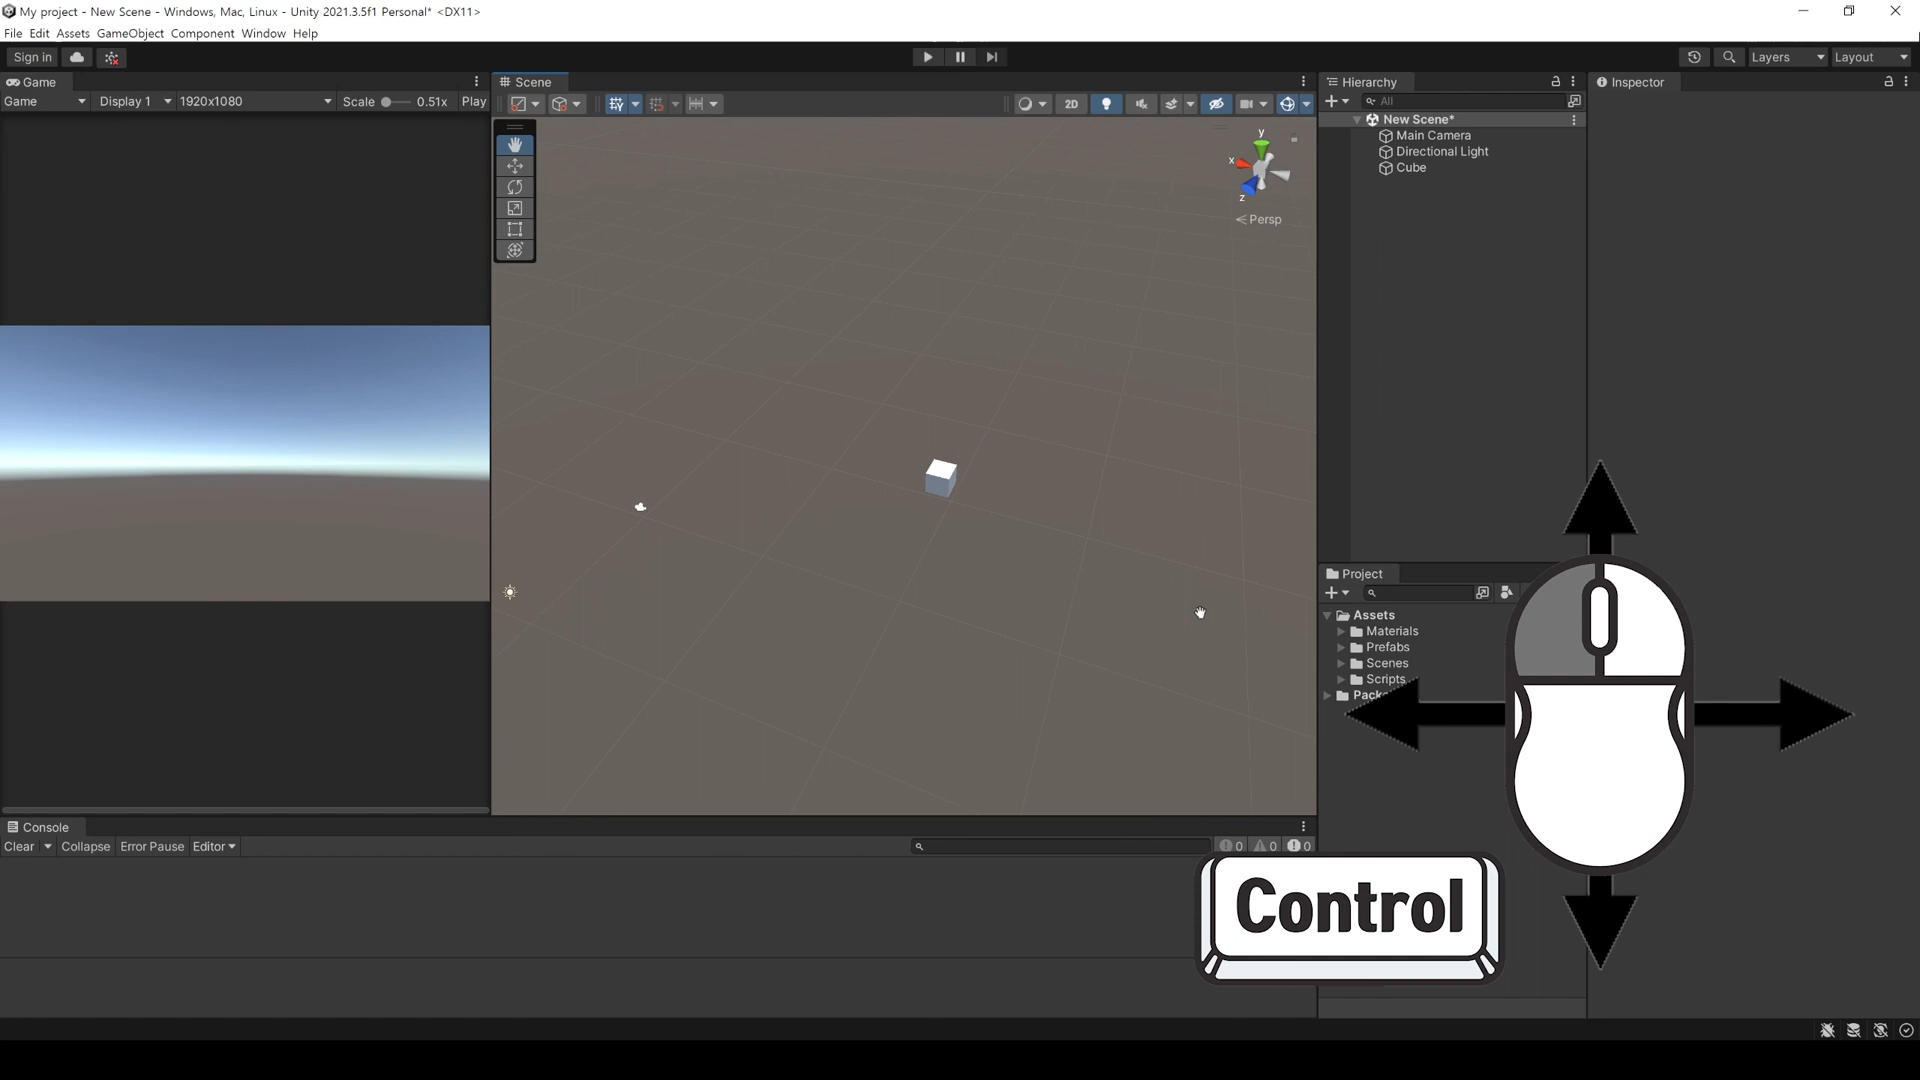 My project - New Scene - Windows, Mac, Linux - Unity 2021.3.5f1 Personal* <DX11>
File Edit Assets GameObject Component Window Help
Sign in Layers Layout
Game Scene Hierarchy Inspector
Game Display 1 1920x1080 Scale 0.51x Play 2D All
New Scene*
Main Camera
Directional Light
Cube
y
x
z
Persp
Project
Assets
Materials
Prefabs
Scenes
Scripts
Console
Clear Collapse Error Pause Editor 0 0 0
Control